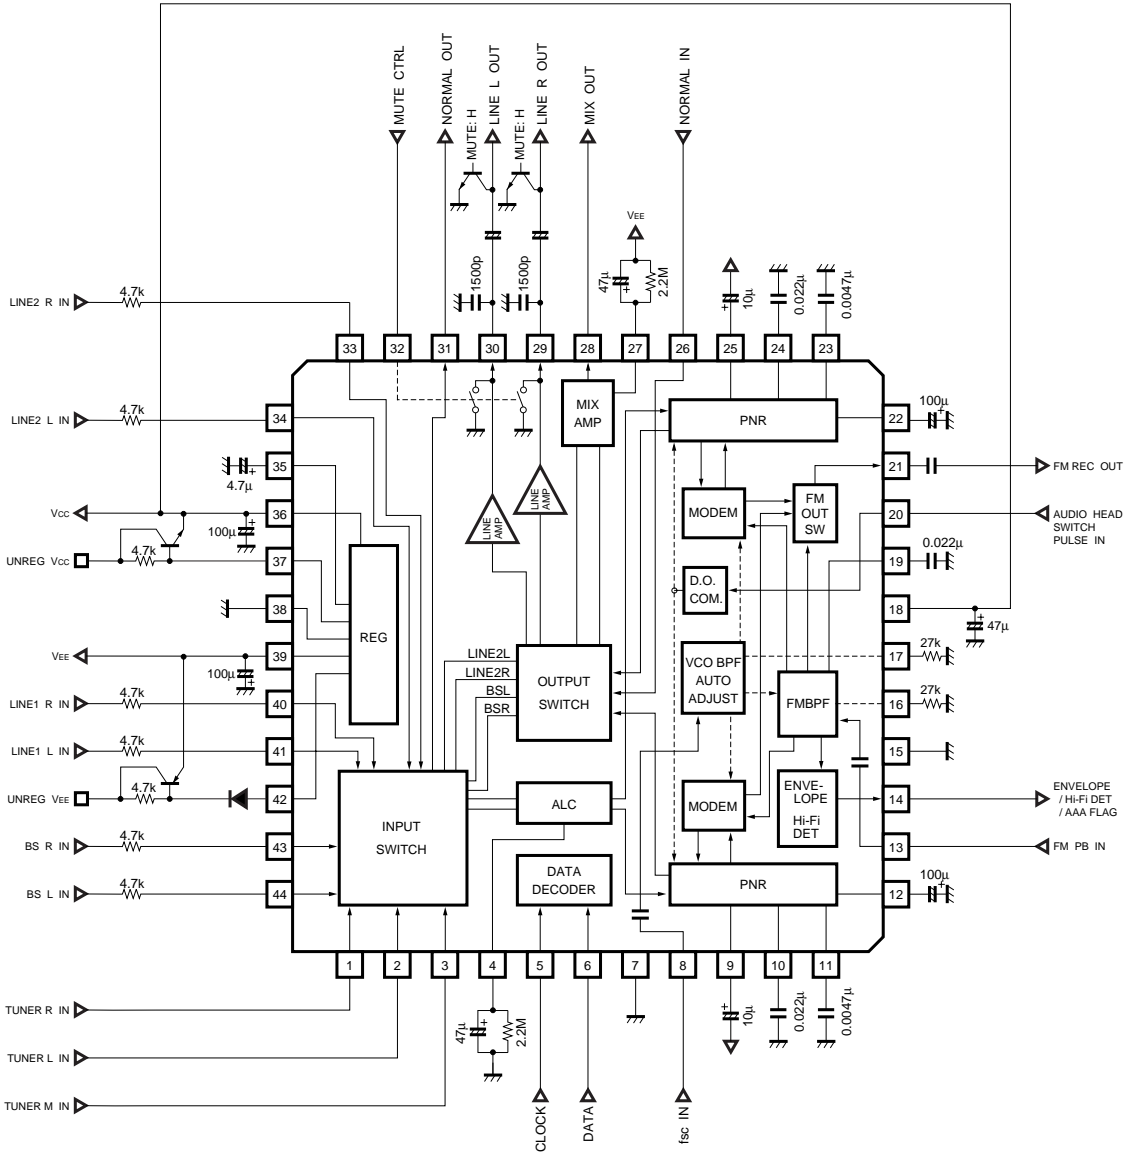 MUTE CTRL
NORMAL OUT
MUTE: H
LINE L OUT
MUTE: H
LINE R OUT
MIX OUT
NORMAL IN
VEE
1500p
1500p
47μ
2.2M
10μ
0.022μ
0.0047μ
LINE2 R IN
4.7k
33
32
31
30
29
28
27
26
25
24
23
LINE2 L IN
4.7k
34
MIX
AMP
PNR
22
100μ
35
4.7μ
21
FM REC OUT
LINE
AMP
LINE
AMP
MODEM
FM
OUT
SW
VCC
36
100μ
20
AUDIO HEAD
SWITCH
PULSE IN
UNREG VCC
4.7k
37
19
0.022μ
D.O.
COM.
38
18
47μ
REG
VEE
39
100μ
LINE2L
LINE2R
BSL
BSR
OUTPUT
SWITCH
VCO BPF
AUTO
ADJUST
FMBPF
17
27k
LINE1 R IN
4.7k
40
16
27k
LINE1 L IN
4.7k
41
15
UNREG VEE
4.7k
42
INPUT
SWITCH
ALC
MODEM
ENVE-
LOPE
Hi-Fi
DET
14
ENVELOPE
/ Hi-Fi DET
/ AAA FLAG
BS R IN
4.7k
43
13
FM PB IN
BS L IN
4.7k
44
DATA
DECODER
PNR
12
100μ
1
2
3
4
5
6
7
8
9
10
11
TUNER R IN
47μ
2.2M
10μ
0.022μ
0.0047μ
TUNER L IN
TUNER M IN
CLOCK
DATA
fsc IN